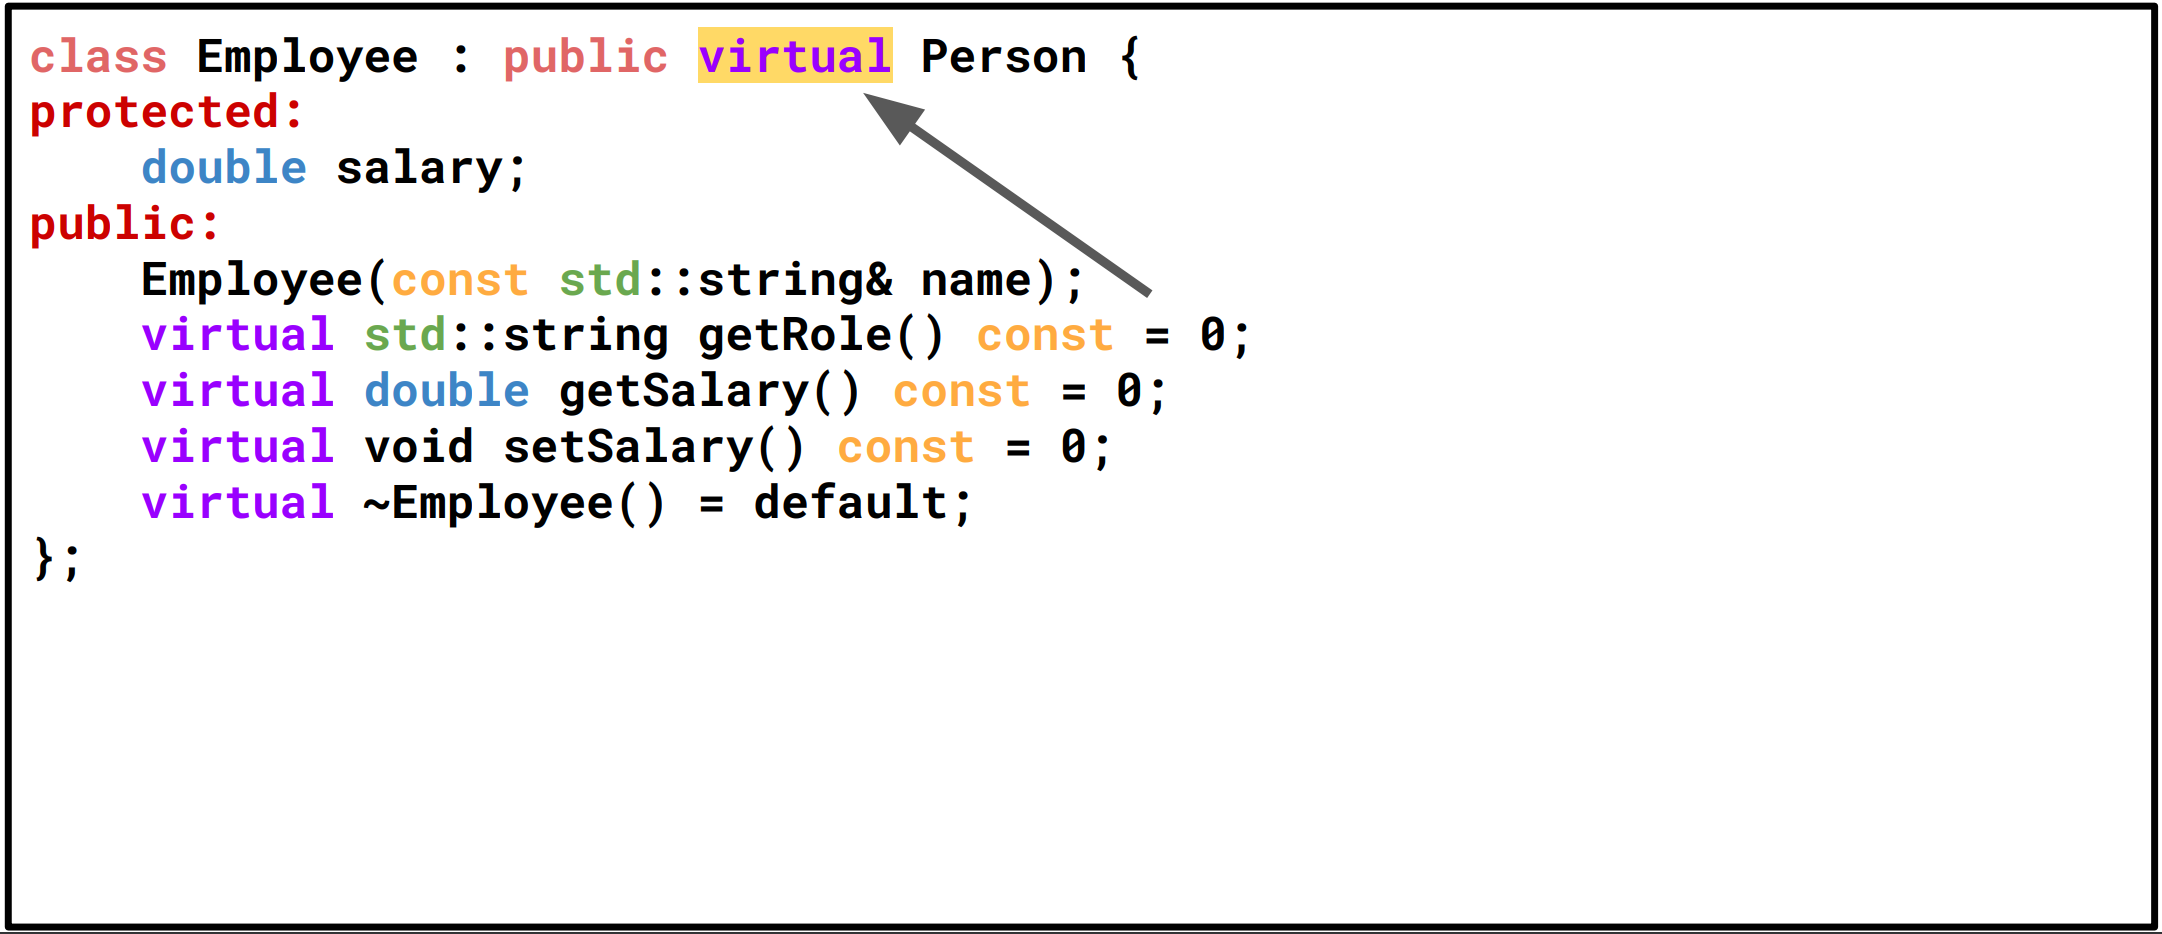 class Employee : public virtual Person {
protected:
    double salary;
public:
    Employee(const std::string& name);
    virtual std::string getRole() const = 0;
    virtual double getSalary() const = 0;
    virtual void setSalary() const = 0;
    virtual ~Employee() = default;
};